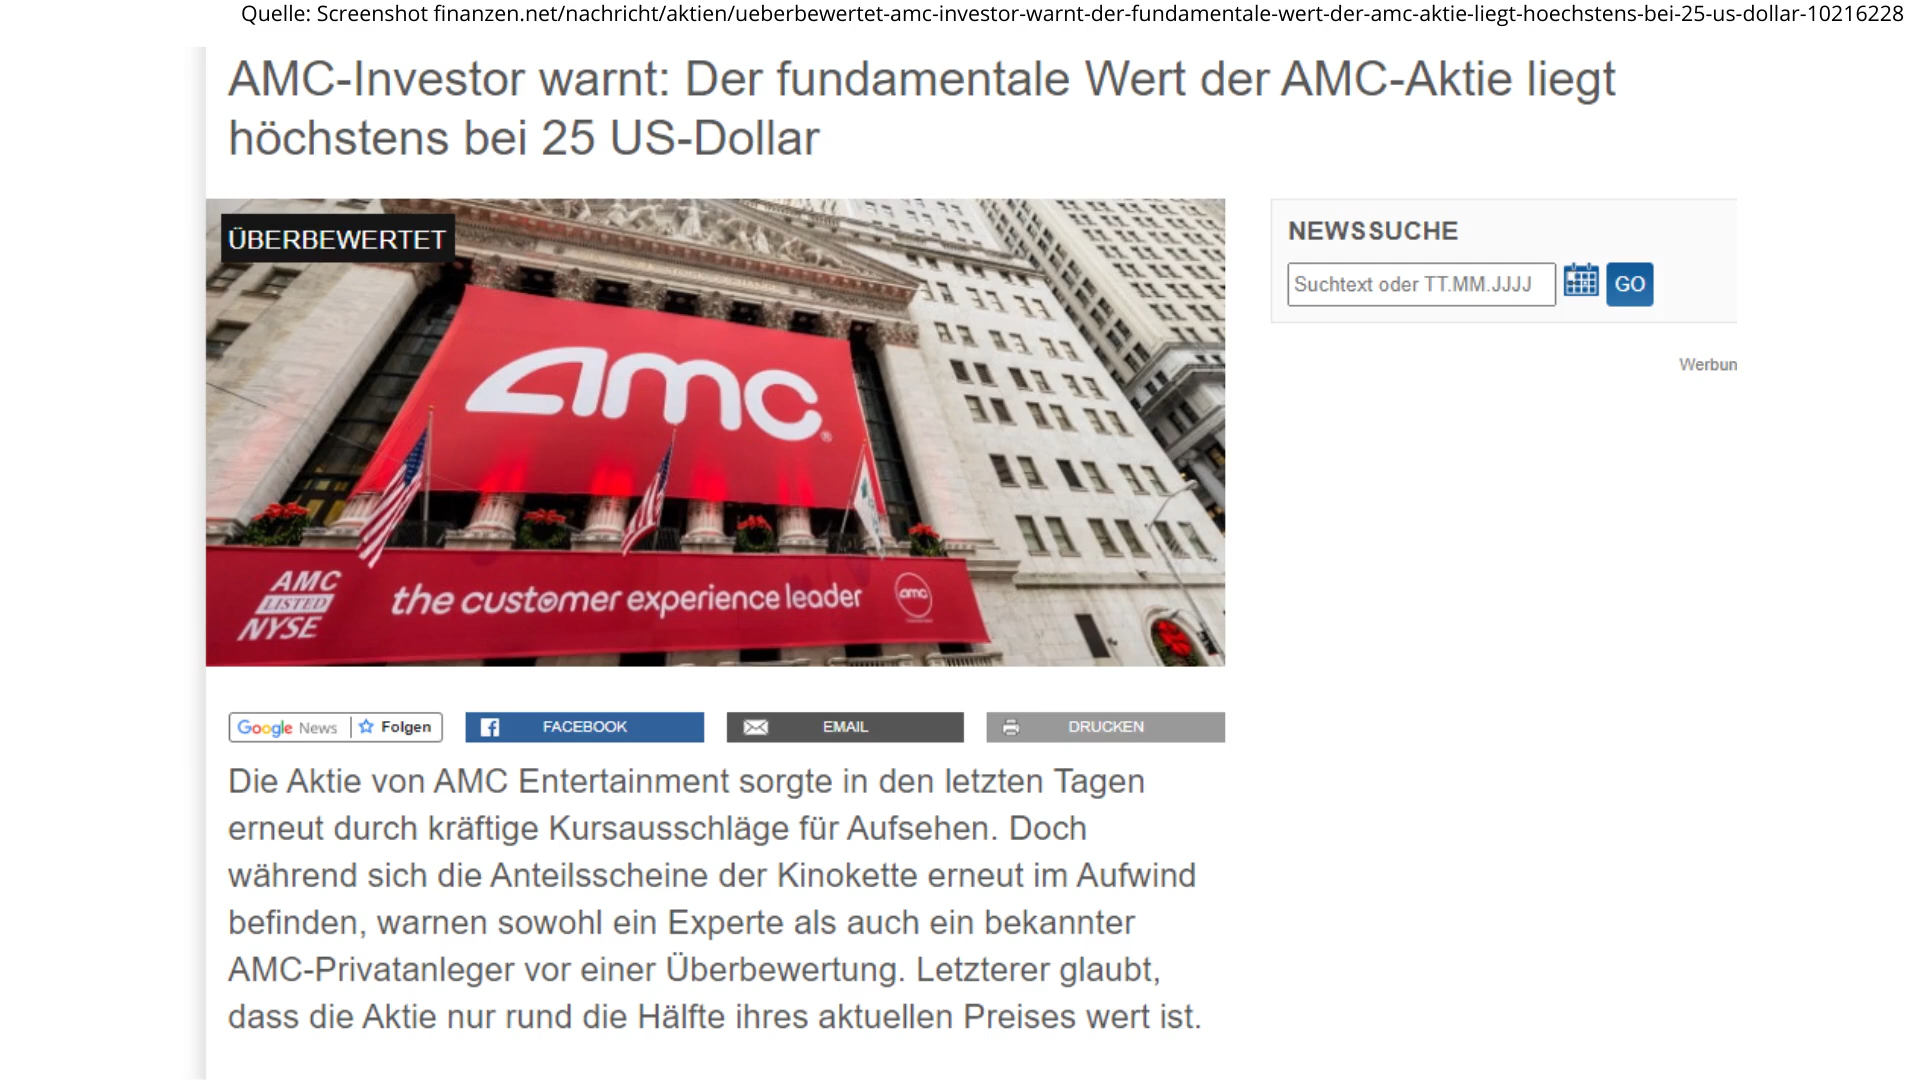 Quelle: Screenshot finanzen.net/nachricht/aktien/ueberbewertet-amc-investor-warnt-der-fundamentale-wert-der-amc-aktie-liegt-hoechstens-bei-25-us-dollar-10216228
AMC-Investor warnt: Der fundamentale Wert der AMC-Aktie liegt
höchstens bei 25 US-Dollar
ÜBERBEWERTET
amc
AMC
LISTED
NYSE
the customer experience leader
amc
NEWSSUCHE
Suchtext oder TT.MM.JJJJ
GO
Werbun
Google News
Folgen
FACEBOOK
EMAIL
DRUCKEN
Die Aktie von AMC Entertainment sorgte in den letzten Tagen
erneut durch kräftige Kursausschläge für Aufsehen. Doch
während sich die Anteilsscheine der Kinokette erneut im Aufwind
befinden, warnen sowohl ein Experte als auch ein bekannter
AMC-Privatanleger vor einer Überbewertung. Letzterer glaubt,
dass die Aktie nur rund die Hälfte ihres aktuellen Preises wert ist.